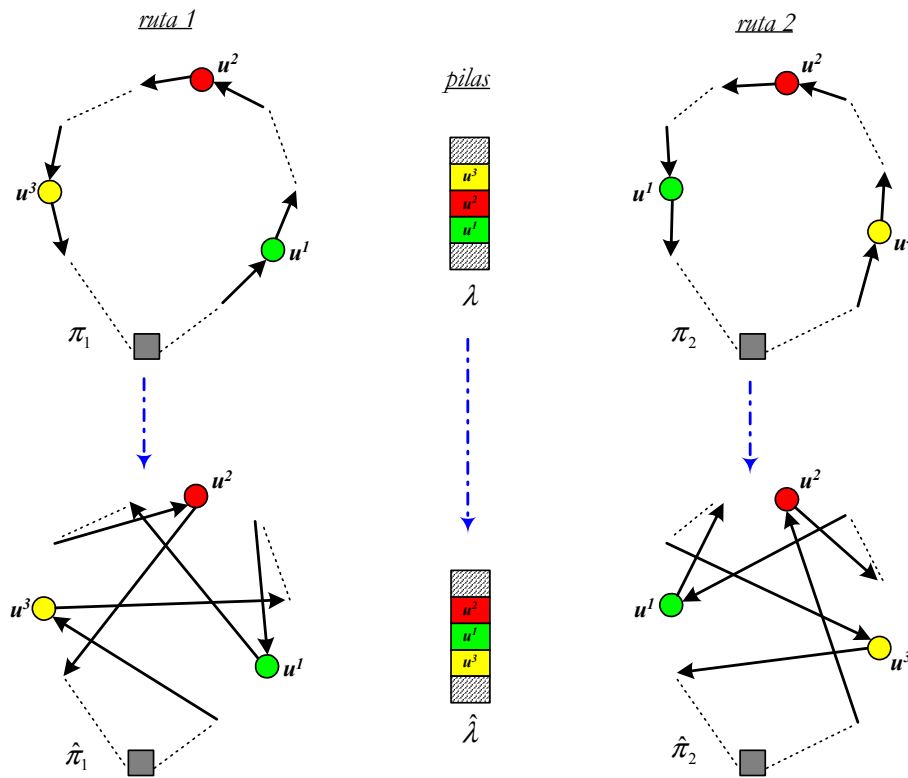 ruta 1
ruta 2
pilas
u²
u²
u³
u¹
u³
u²
u¹
u¹
λ
π₁
π₂
u²
u²
u³
u¹
u²
u¹
u³
u¹
u³
λ̂
π̂₁
π̂₂